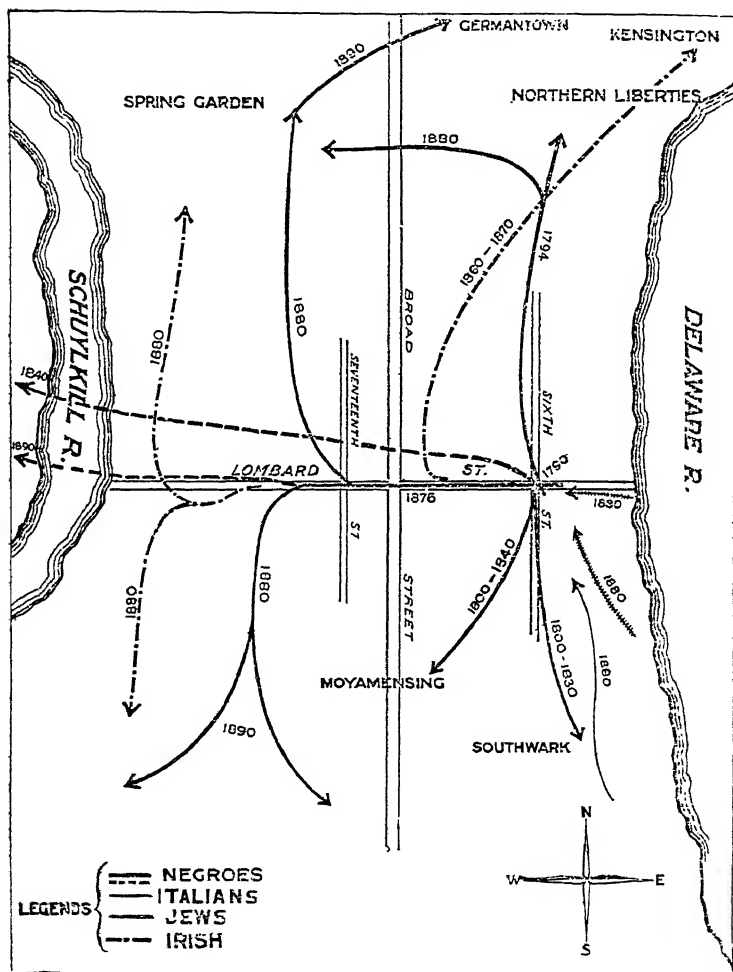 GERMANTOWN
KENSINGTON
1890
SPRING GARDEN
NORTHERN LIBERTIES
1880
1794
1860-1870
SCHUYLKILL R.
DELAWARE R.
1880
1880
BROAD
SEVENTEENTH
SIXTH
1840
1890
LOMBARD
ST.
1793
1876
1830
ST
ST.
1800-1840
STREET
1880
1880
1881
1880
1800-1830
MOYAMENSING
1890
SOUTHWARK
N
W
E
S
LEGENDS
NEGROES
ITALIANS
JEWS
IRISH